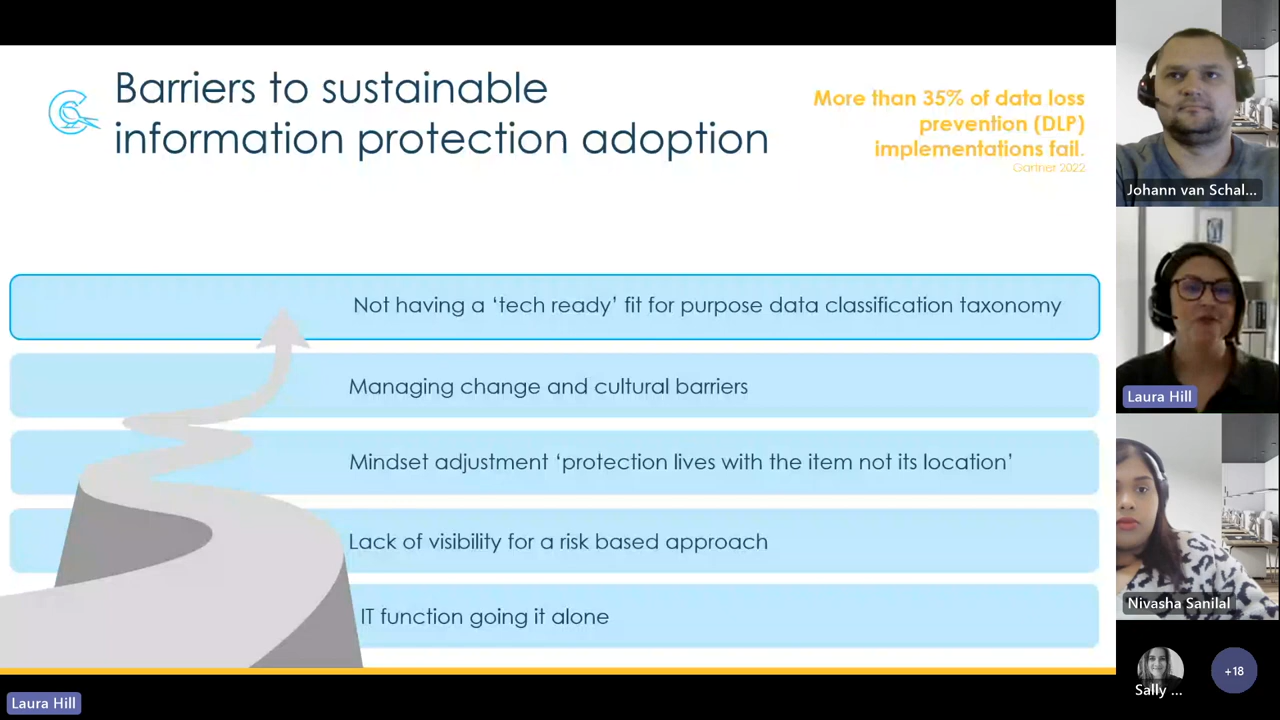 Barriers to sustainable
information protection adoption
More than 35% of data loss
prevention (DLP)
implementations fail.
Gartner 2022
Not having a ‘tech ready’ fit for purpose data classification taxonomy
Managing change and cultural barriers
Mindset adjustment ‘protection lives with the item not its location’
Lack of visibility for a risk based approach
IT function going it alone
Laura Hill
Johann van Schal...
Laura Hill
Nivasha Sanilal
Sally ...
+18